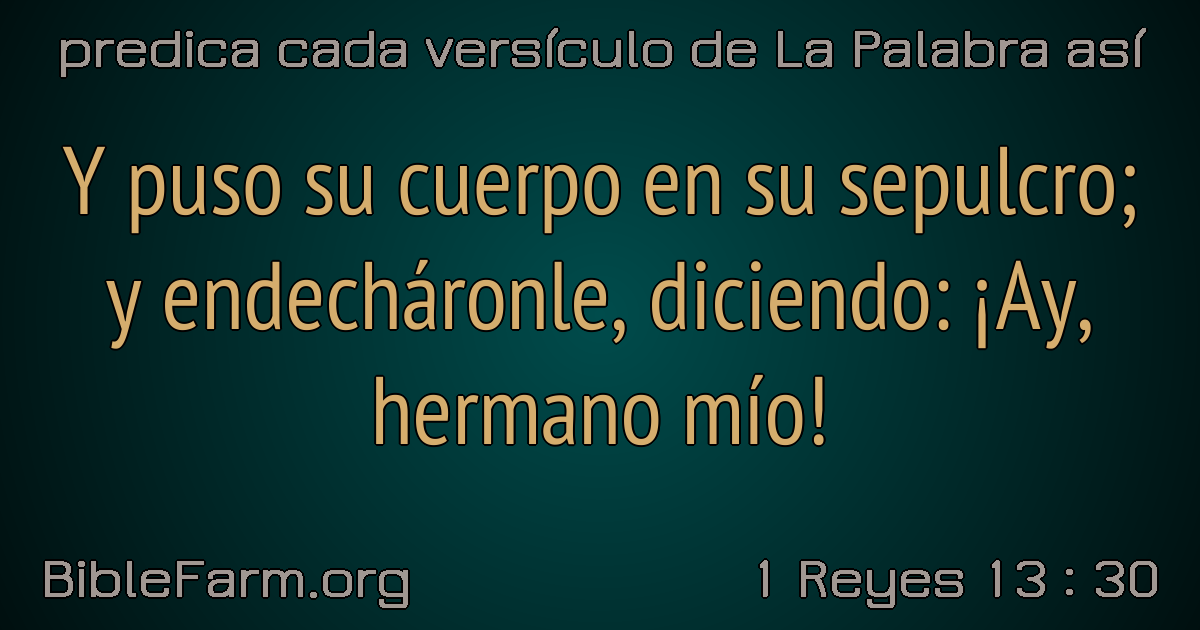 predica cada versículo de La Palabra así
Y puso su cuerpo en su sepulcro;
y endecháronle, diciendo: ¡Ay,
hermano mío!
BibleFarm.org
1 Reyes 13 : 30